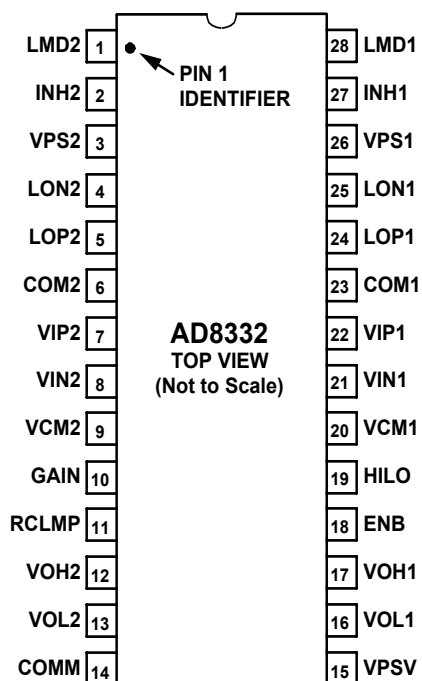 LMD2 1 28 LMD1
PIN 1
IDENTIFIER
INH2 2 27 INH1
VPS2 3 26 VPS1
LON2 4 25 LON1
LOP2 5 24 LOP1
COM2 6 23 COM1
VIP2 7 22 VIP1
AD8332
TOP VIEW
(Not to Scale)
VIN2 8 21 VIN1
VCM2 9 20 VCM1
GAIN 10 19 HILO
RCLMP 11 18 ENB
VOH2 12 17 VOH1
VOL2 13 16 VOL1
COMM 14 15 VPSV